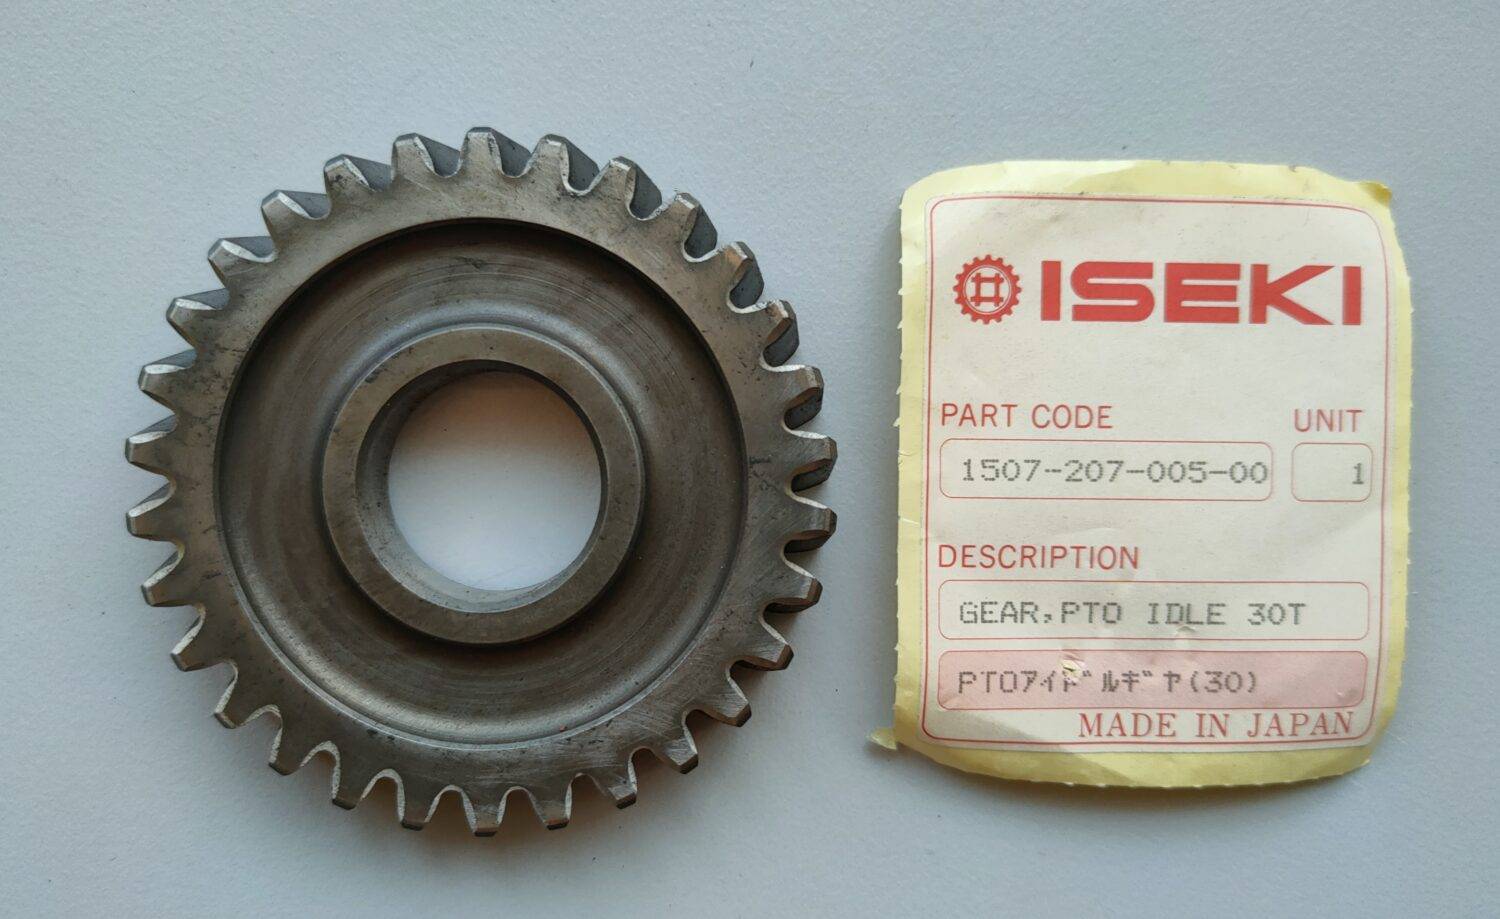 ISEKI
PART CODE UNIT
1507-207-005-00 1
DESCRIPTION
GEAR,PTO IDLE 30T
PTOアイドルギヤ(30)
MADE IN JAPAN